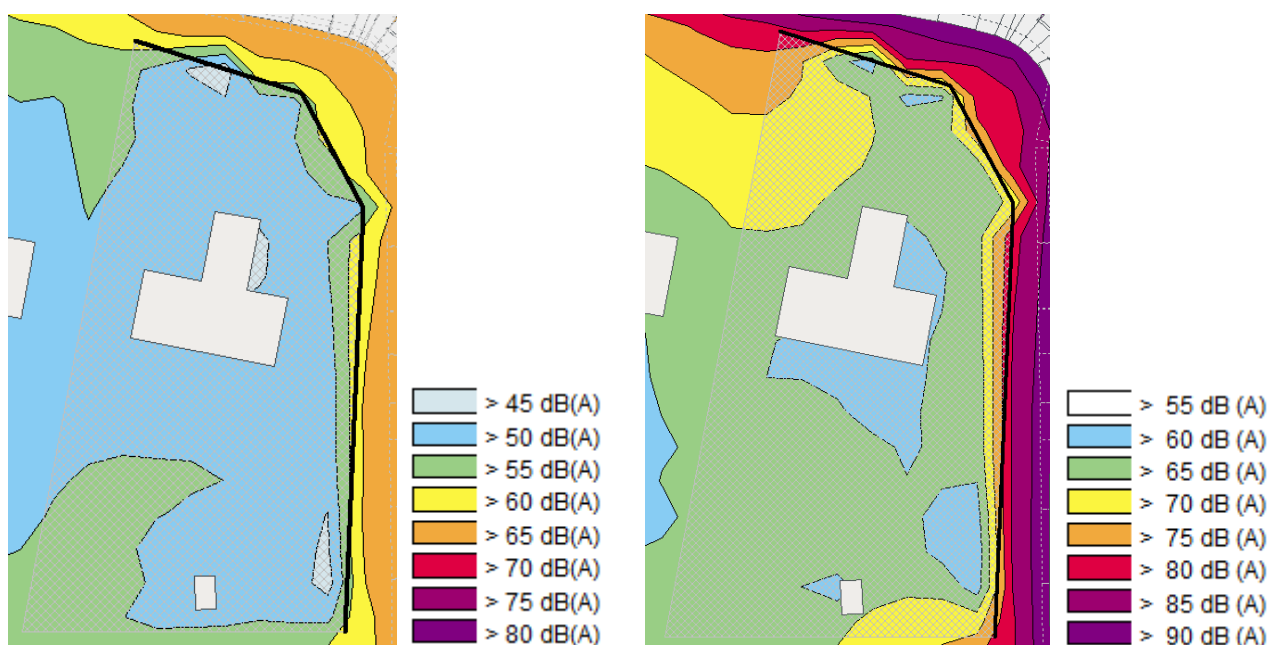 > 45 dB(A)
> 50 dB(A)
> 55 dB(A)
> 60 dB(A)
> 65 dB(A)
> 70 dB(A)
> 75 dB(A)
> 80 dB(A)
> 55 dB (A)
> 60 dB (A)
> 65 dB (A)
> 70 dB (A)
> 75 dB (A)
> 80 dB (A)
> 85 dB (A)
> 90 dB (A)